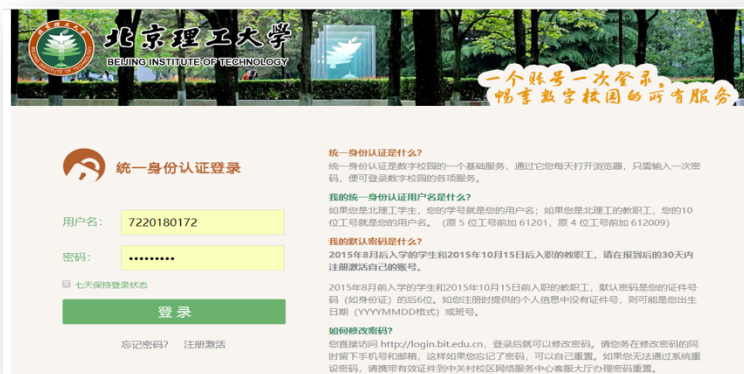 北京理工大学
BEIJING INSTITUTE OF TECHNOLOGY
一个账号一次登录，
畅享数字校园的所有服务
统一身份认证登录
用户名：
7220180172
密码：
•••••••••
七天保持登录状态
登 录
忘记密码？ 注册激活
统一身份认证是什么？
统一身份认证是数字校园的一个基础服务，通过它您每天打开浏览器，只需输入一次密
码，便可登录数字校园的各项服务。
我的统一身份认证用户名是什么？
如果您是北理工学生，您的学号就是您的用户名；如果您是北理工的教职工，您的10
位工号就是您的用户名。（原 5 位工号前加 61201，原 4 位工号前加 612009）
我的默认密码是什么？
2015年8月后入学的学生和2015年10月15日后入职的教职工，请在报到后的30天内
注册激活自己的账号。
2015年8月前入学的学生和2015年10月15日前入职的教职工，默认密码是您的证件号
码（如身份证）的后6位。如您注册时提供的个人信息中没有证件号，则可能是您出生
日期（YYYYMMDD格式）或班号。
如何修改密码？
您直接访问 http://login.bit.edu.cn，登录后就可以修改密码。请您务在修改密码的同
时留下手机号和邮箱，这样如果您忘记了密码，可以自己重置。如果您无法通过系统重
设密码，请携带有效证件到中关村校区网络服务中心客服大厅办理密码重置。